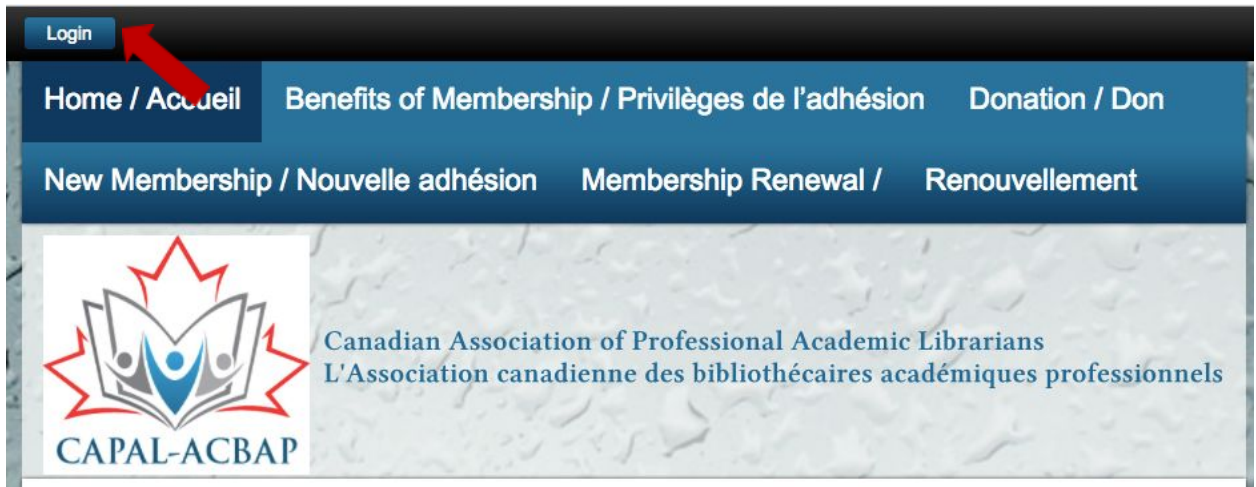 Login
Home / Accueil Benefits of Membership / Privilèges de l’adhésion Donation / Don
New Membership / Nouvelle adhésion Membership Renewal / Renouvellement
Canadian Association of Professional Academic Librarians
L'Association canadienne des bibliothécaires académiques professionnels
CAPAL-ACBAP